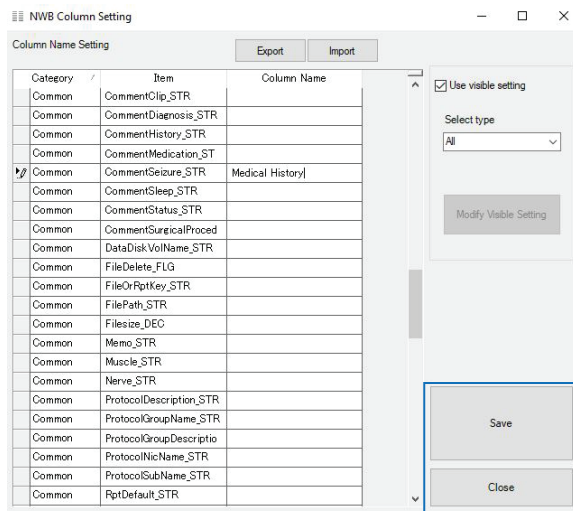 NWB Column Setting
Column Name Setting
Export Import
Use visible setting
Select type
All
Modify Visible Setting
Category Item Column Name
Common CommentClip_STR
Common CommentDiagnosis_STR
Common CommentHistory_STR
Common CommentMedication_ST
Common CommentSeizure_STR Medical History
Common CommentSleep_STR
Common CommentStatus_STR
Common CommentSurgicalProced
Common DataDiskVolName_STR
Common FileDelete_FLG
Common FileOrRptKey_STR
Common FilePath_STR
Common Filesize_DEC
Common Memo_STR
Common Muscle_STR
Common Nerve_STR
Common ProtocolDescription_STR
Common ProtocolGroupName_STR
Common ProtocolGroupDescriptio
Common ProtocolNicName_STR
Common ProtocolSubName_STR
Common RptDefault_STR
Save
Close